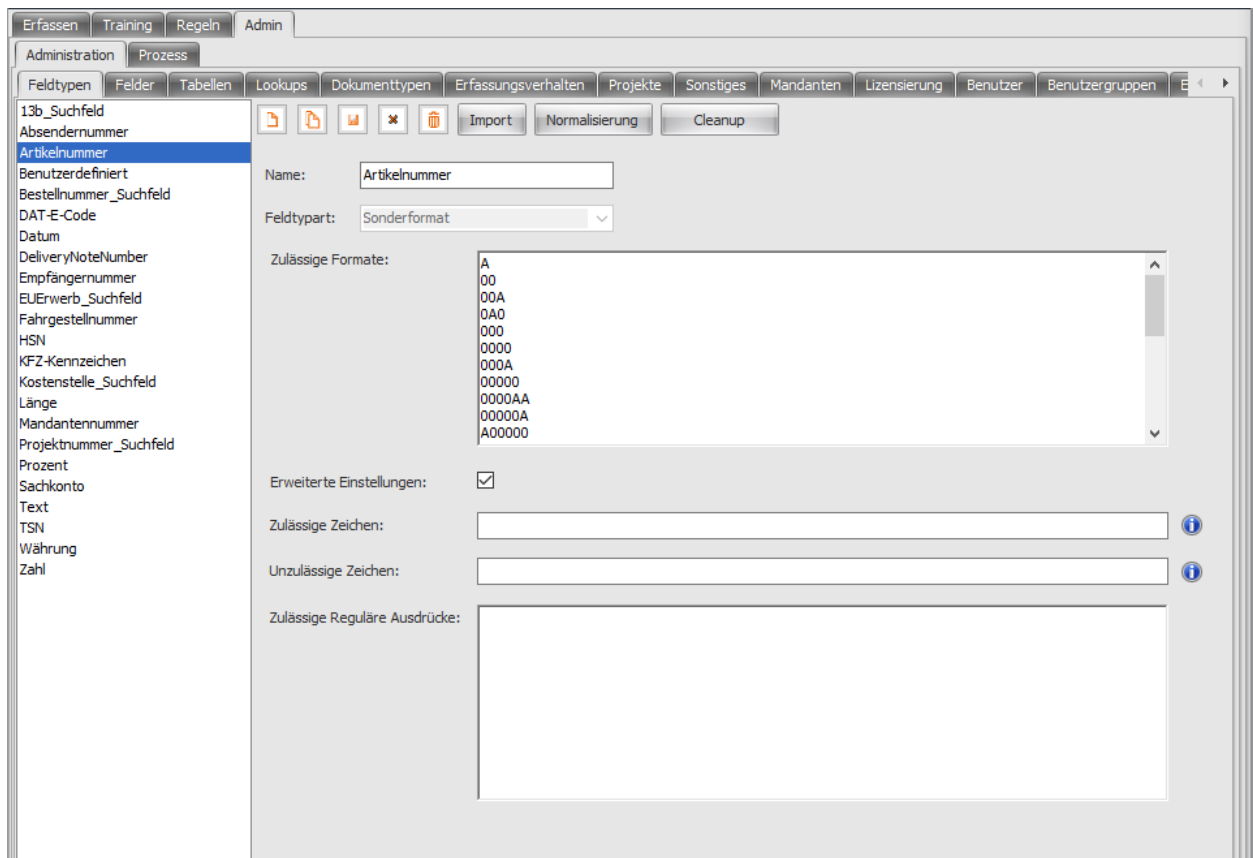 Erfassen Training Regeln Admin
Administration Prozess
Feldtypen Felder Tabellen Lookups Dokumenttypen Erfassungsverhalten Projekte Sonstiges Mandanten Lizensierung Benutzer Benutzergruppen E
13b_Suchfeld
Absendernummer
Artikelnummer
Benutzerdefiniert
Bestellnummer_Suchfeld
DAT-E-Code
Datum
DeliveryNoteNumber
Empfängernummer
EUErwerb_Suchfeld
Fahrgestellnummer
HSN
KFZ-Kennzeichen
Kostenstelle_Suchfeld
Länge
Mandantennummer
Projektnummer_Suchfeld
Prozent
Sachkonto
Text
TSN
Währung
Zahl
Import Normalisierung Cleanup
Name: Artikelnummer
Feldtypart: Sonderformat
Zulässige Formate:
A
00
00A
0A0
000
0000
000A
00000
0000AA
00000A
A00000
Erweiterte Einstellungen:
Zulässige Zeichen:
Unzulässige Zeichen:
Zulässige Reguläre Ausdrücke: